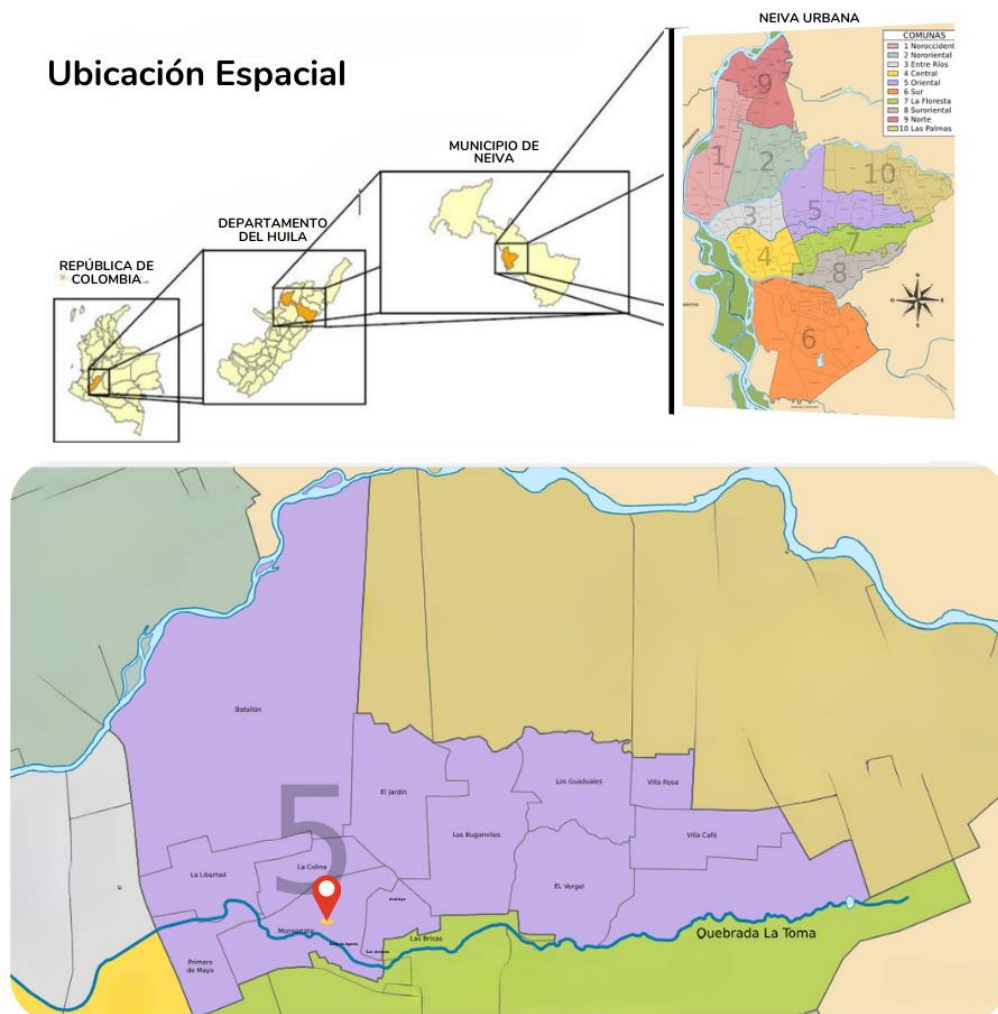 Ubicación Espacial
REPÚBLICA DE
COLOMBIA
DEPARTAMENTO
DEL HUILA
MUNICIPIO DE
NEIVA
NEIVA URBANA
COMUNAS
1 Noroccident
2 Nororiental
3 Entre Ríos
4 Central
5 Oriental
6 Sur
7 La Floresta
8 Suroriental
9 Norte
10 Las Palmas
9
1
2
10
3
5
4
7
8
6
N
E
S
O
Batallón
5
El Jardín
Los Guaduales
Villa Rosa
Los Buganviles
Villa Café
La Libertad
La Colina
EL Vergel
Monserrate
Las Brisas
Quebrada La Toma
Primero
de Mayo